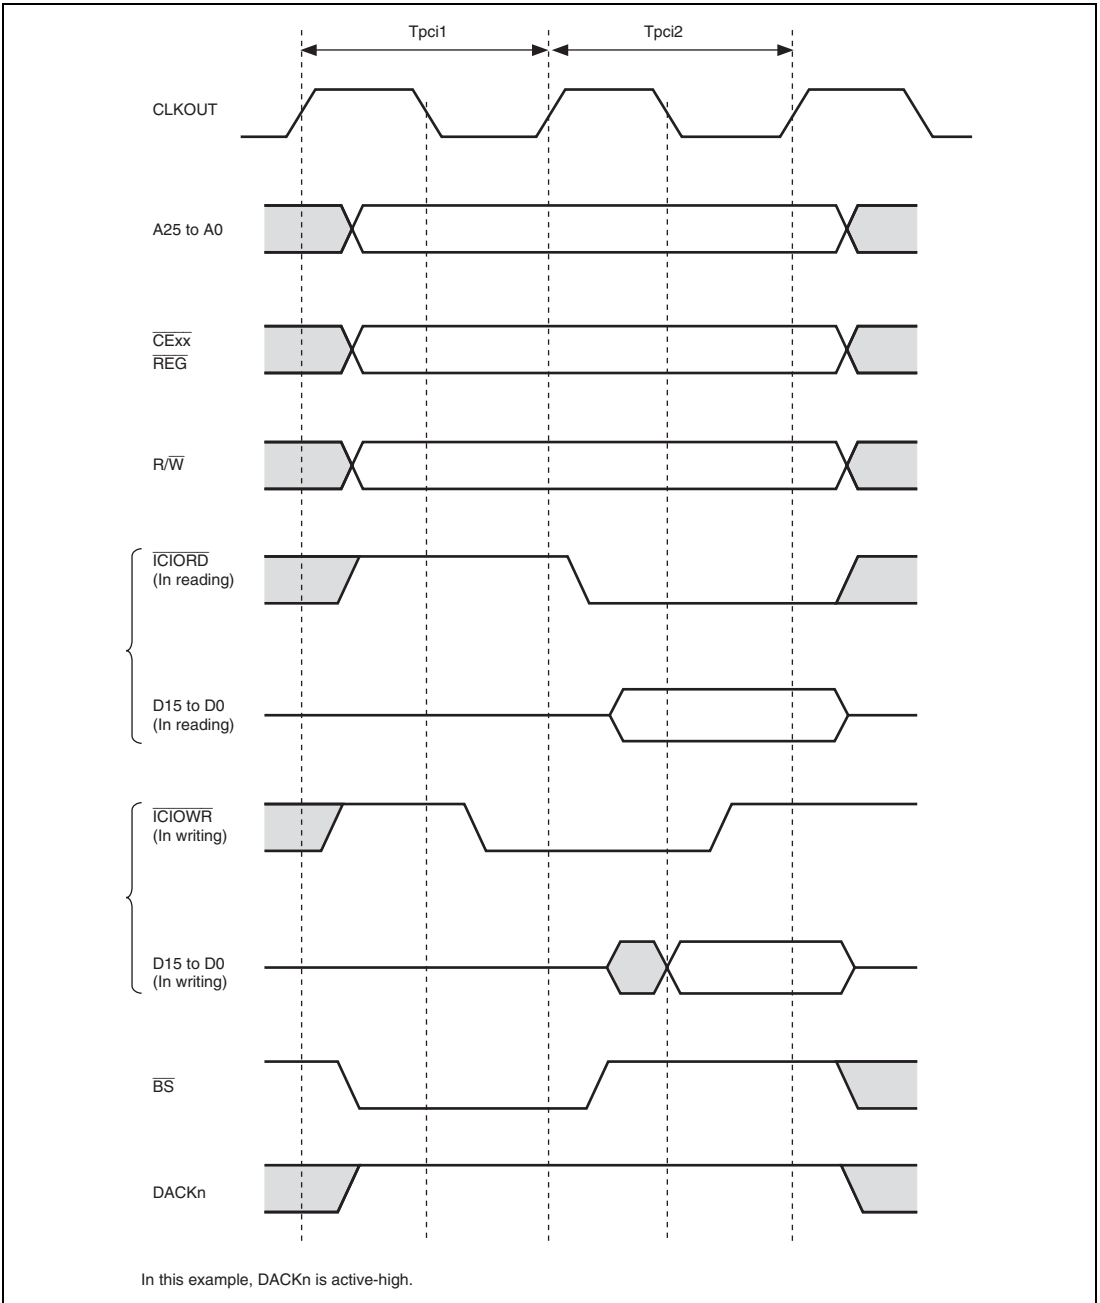 Tpci1 Tpci2
CLKOUT
A25 to A0
CExx
REG
R/W
ICIORD
(In reading)
D15 to D0
(In reading)
ICIOWR
(In writing)
D15 to D0
(In writing)
BS
DACKn
In this example, DACKn is active-high.